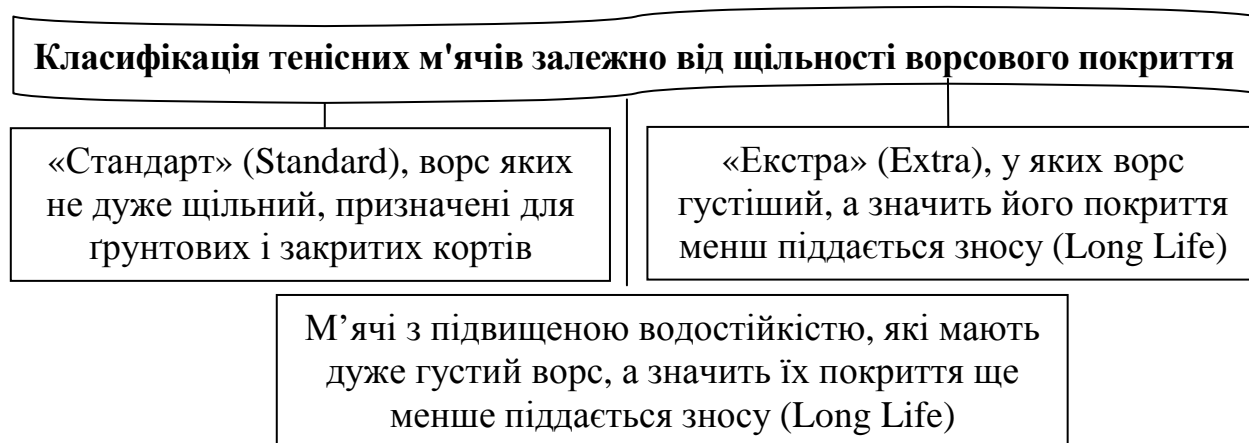 Класифікація тенісних м'ячів залежно від щільності ворсового покриття
«Стандарт» (Standard), ворс яких
не дуже щільний, призначені для
ґрунтових і закритих кортів
«Екстра» (Extra), у яких ворс
густіший, а значить його покриття
менш піддається зносу (Long Life)
М’ячі з підвищеною водостійкістю, які мають
дуже густий ворс, а значить їх покриття ще
менше піддається зносу (Long Life)